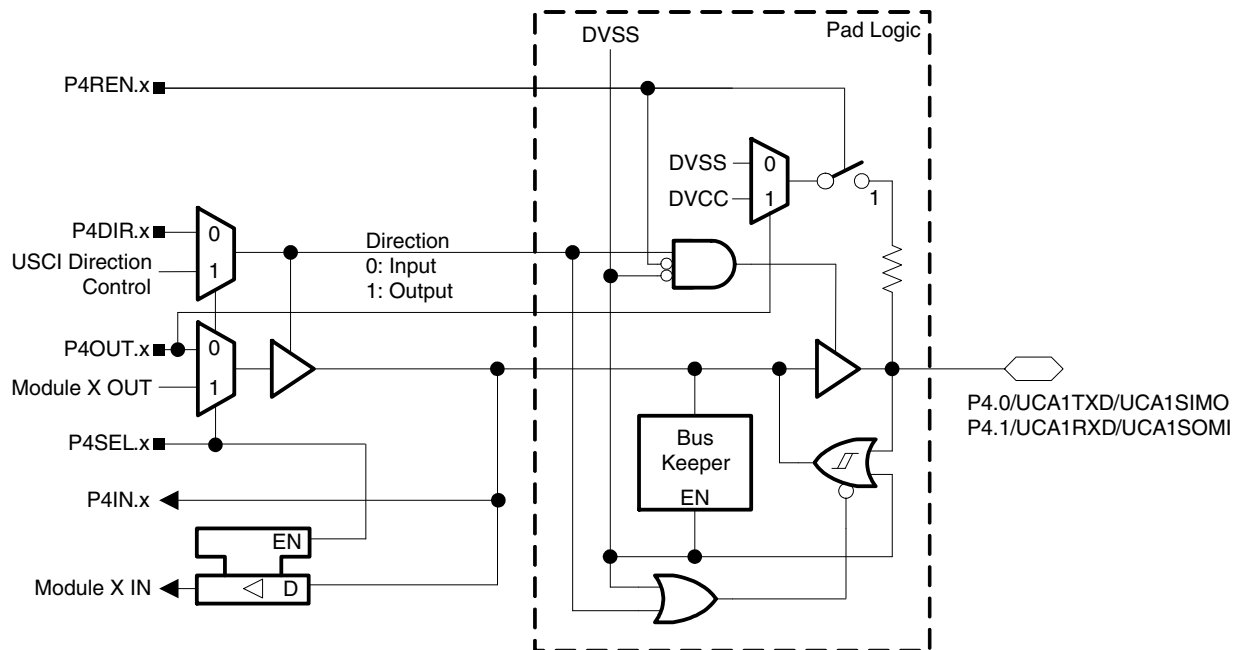 Pad Logic
DVSS
P4REN.x
DVSS
0
DVCC
1
1
P4DIR.x
0
USCI Direction
Control
1
Direction
0: Input
1: Output
P4OUT.x
0
Module X OUT
1
P4SEL.x
P4IN.x
EN
Module X IN
D
Bus
Keeper
EN
P4.0/UCA1TXD/UCA1SIMO
P4.1/UCA1RXD/UCA1SOMI